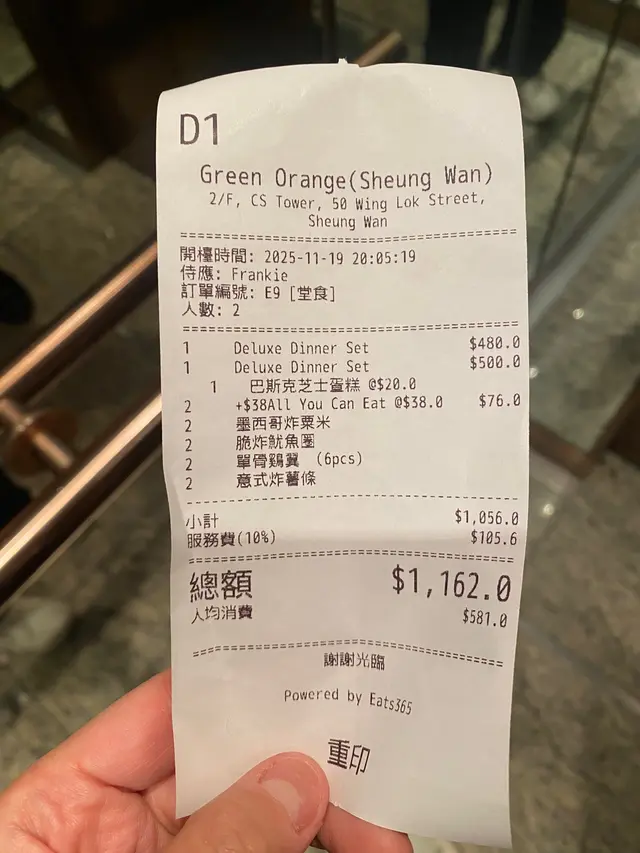 D1
Green Orange(Sheung Wan)
2/F, CS Tower, 50 Wing Lok Street,
Sheung Wan
開檯時間: 2025-11-19 20:05:19
侍應: Frankie
訂單編號: E9 [堂食]
人數: 2
1 Deluxe Dinner Set $480.0
1 Deluxe Dinner Set $500.0
1 巴斯克芝士蛋糕 @$20.0
2 +$38All You Can Eat @$38.0 $76.0
2 墨西哥炸粟米
2 脆炸魷魚圈
2 單骨鷄翼 (6pcs)
2 意式炸薯條
小計 $1,056.0
服務費(10%) $105.6
總額 $1,162.0
人均消費 $581.0
謝謝光臨
Powered by Eats365
重印